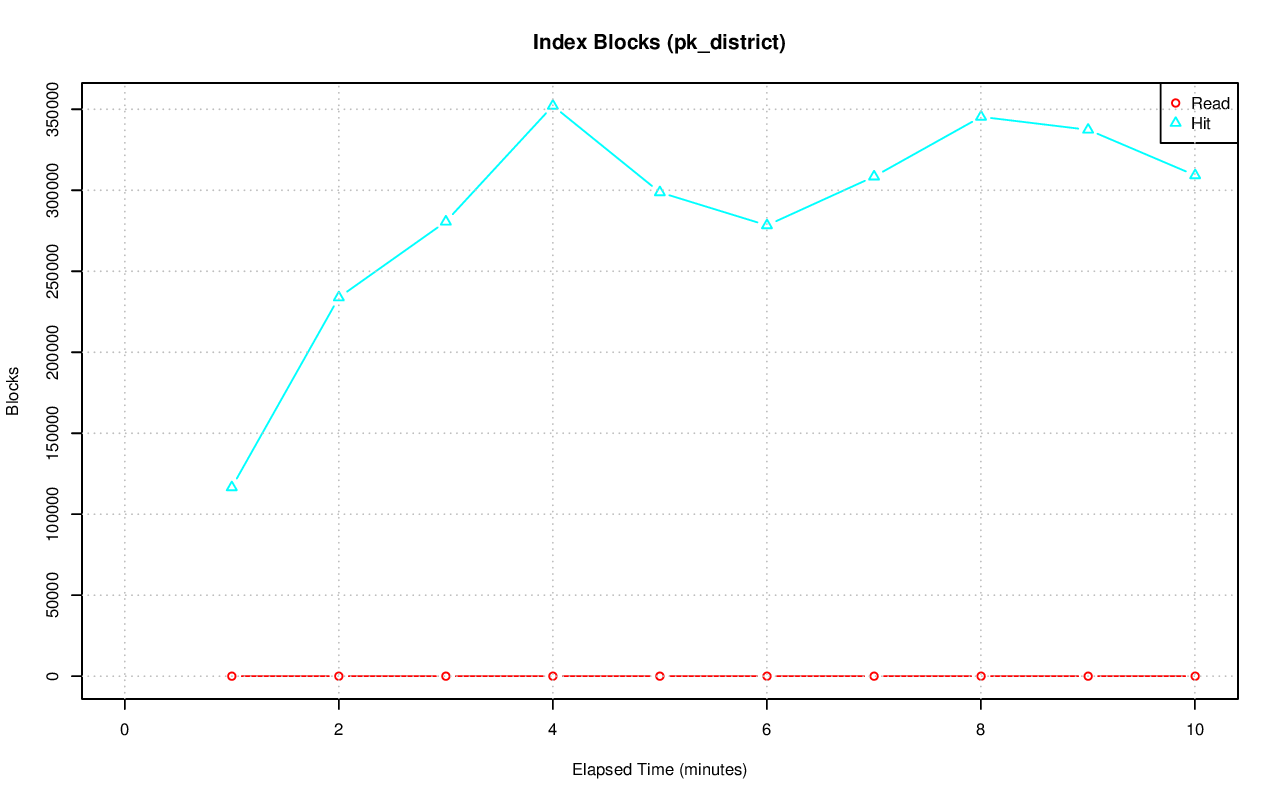 Index Blocks (pk_district)
Read
Hit
350000
300000
250000
200000
150000
100000
50000
0
Blocks
0 2 4 6 8 10
Elapsed Time (minutes)